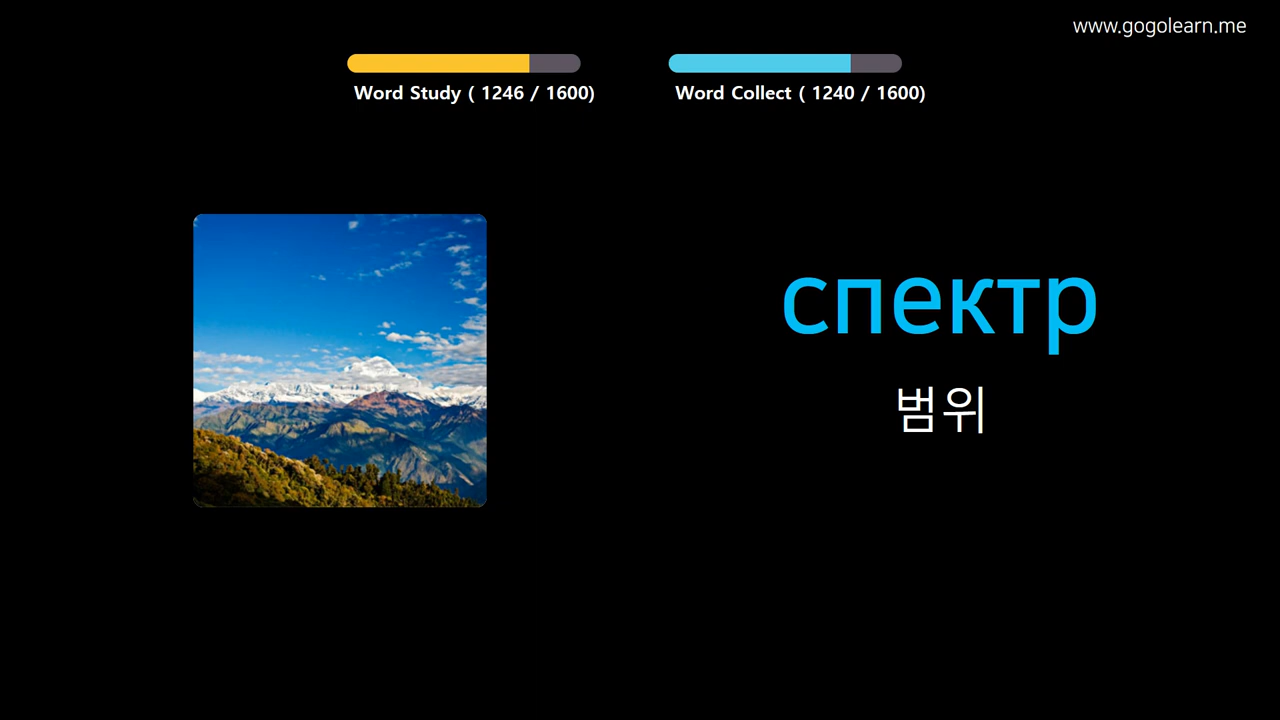 www.gogolearn.me
Word Study ( 1246 / 1600)
Word Collect ( 1240 / 1600)
спектр
범위